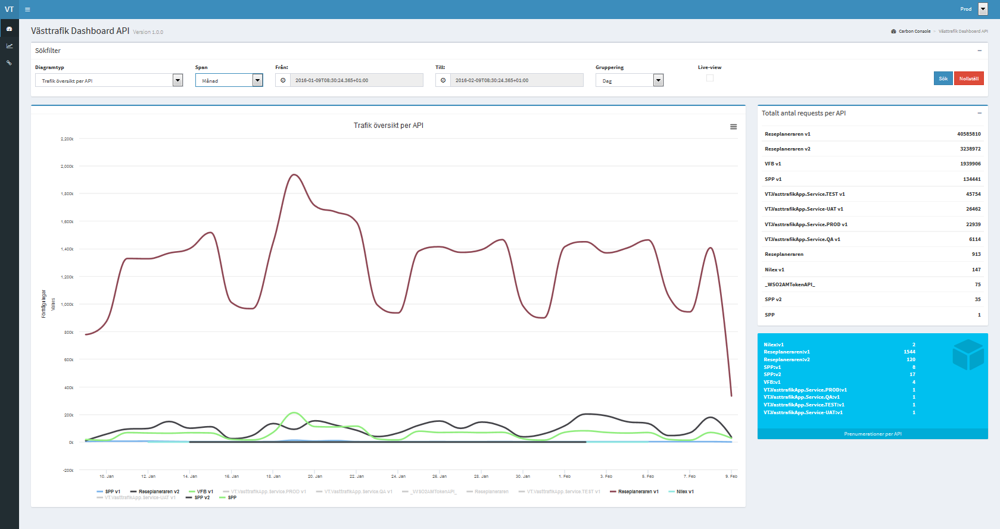 VT Prod
Västtrafik Dashboard API Version 1.0.0
Carbon Console > Västtrafik Dashboard API
Sökfilter
Diagramtyp Span Från: Till: Gruppering Live-view
Trafik översikt per API Månad 2016-01-09T08:30:24.365+01:00 2016-02-09T08:30:24.365+01:00 Dag Sök Nollställ
Trafik översikt per API
2,200k
2,000k
1,800k
1,600k
1,400k
1,200k
1,000k
800k
600k
400k
200k
0k
-200k
Values
10. Jan 12. Jan 14. Jan 16. Jan 18. Jan 20. Jan 22. Jan 24. Jan 26. Jan 28. Jan 30. Jan 1. Feb 3. Feb 5. Feb 7. Feb 9. Feb
SPP v1 Reseplaneraren v2 VFB v1 VT.VasttrafikApp.Service.PROD v1 VT.VasttrafikApp.Service.QA v1 _WSO2AMTokenAPI_ Reseplaneraren VT.VasttrafikApp.Service.TEST v1 Reseplaneraren v1 Nilex v1
VT.VasttrafikApp.Service-UAT v1 SPP v2 SPP
Totalt antal requests per API
Reseplaneraren v1 40585810
Reseplaneraren v2 3238972
VFB v1 1939906
SPP v1 134441
VT.VasttrafikApp.Service.TEST v1 45754
VT.VasttrafikApp.Service-UAT v1 26462
VT.VasttrafikApp.Service.PROD v1 22939
VT.VasttrafikApp.Service.QA v1 6114
Reseplaneraren 913
Nilex v1 147
_WSO2AMTokenAPI_ 75
SPP v2 35
SPP 1
Nilex:v1 2
Reseplaneraren:v1 1544
Reseplaneraren:v2 120
SPP:v1 8
SPP:v2 17
VFB:v1 4
VT.VasttrafikApp.Service.PROD:v1 1
VT.VasttrafikApp.Service.QA:v1 1
VT.VasttrafikApp.Service.TEST:v1 1
VT.VasttrafikApp.Service-UAT:v1 1
Prenumerationer per API